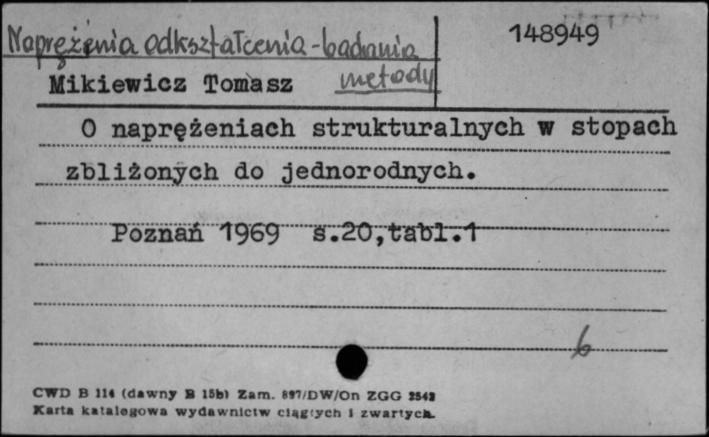 Naprężenia odkształcenia - badania
metody
148949
Mikiewicz Tomasz
O naprężeniach strukturalnych w stopach
zbliżonych do jednorodnych.
Poznań 1969 s.20,tabl.1
6
CWD B 114 (dawny B 15b) Zam. 897/DW/On ZGG 2542
Karta katalogowa wydawnictw ciągłych i zwartych.